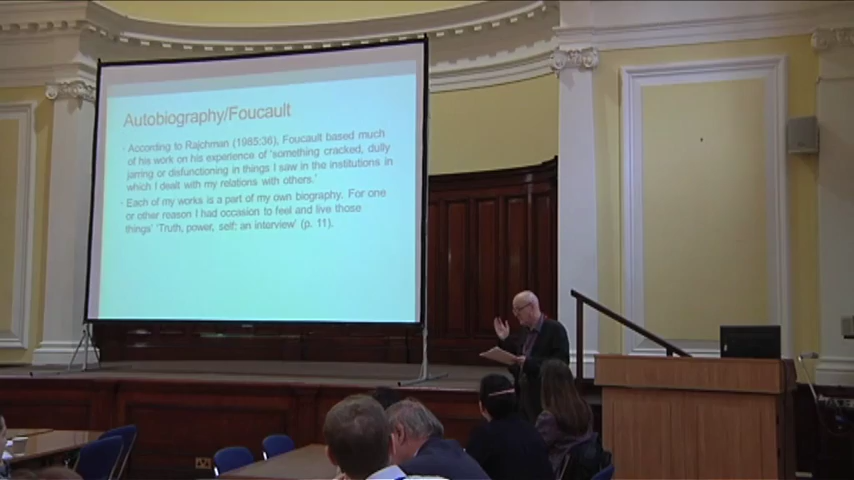 Autobiography/Foucault
· According to Rajchman (1985:36), Foucault based much
of his work on his experience of 'something cracked, dully
jarring or disfunctioning in things I saw in the institutions in
which I dealt with my relations with others.'
· Each of my works is a part of my own biography. For one
or other reason I had occasion to feel and live those
things' 'Truth, power, self: an interview' (p. 11).